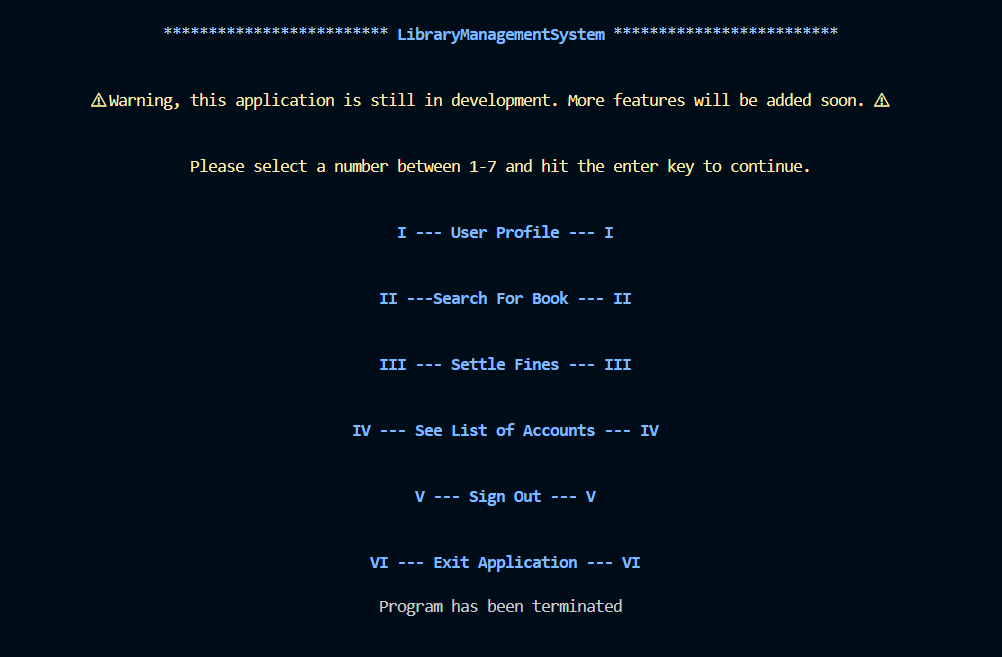 ************************* LibraryManagementSystem *************************
⚠Warning, this application is still in development. More features will be added soon. ⚠
Please select a number between 1-7 and hit the enter key to continue.
I --- User Profile --- I
II ---Search For Book --- II
III --- Settle Fines --- III
IV --- See List of Accounts --- IV
V --- Sign Out --- V
VI --- Exit Application --- VI
Program has been terminated